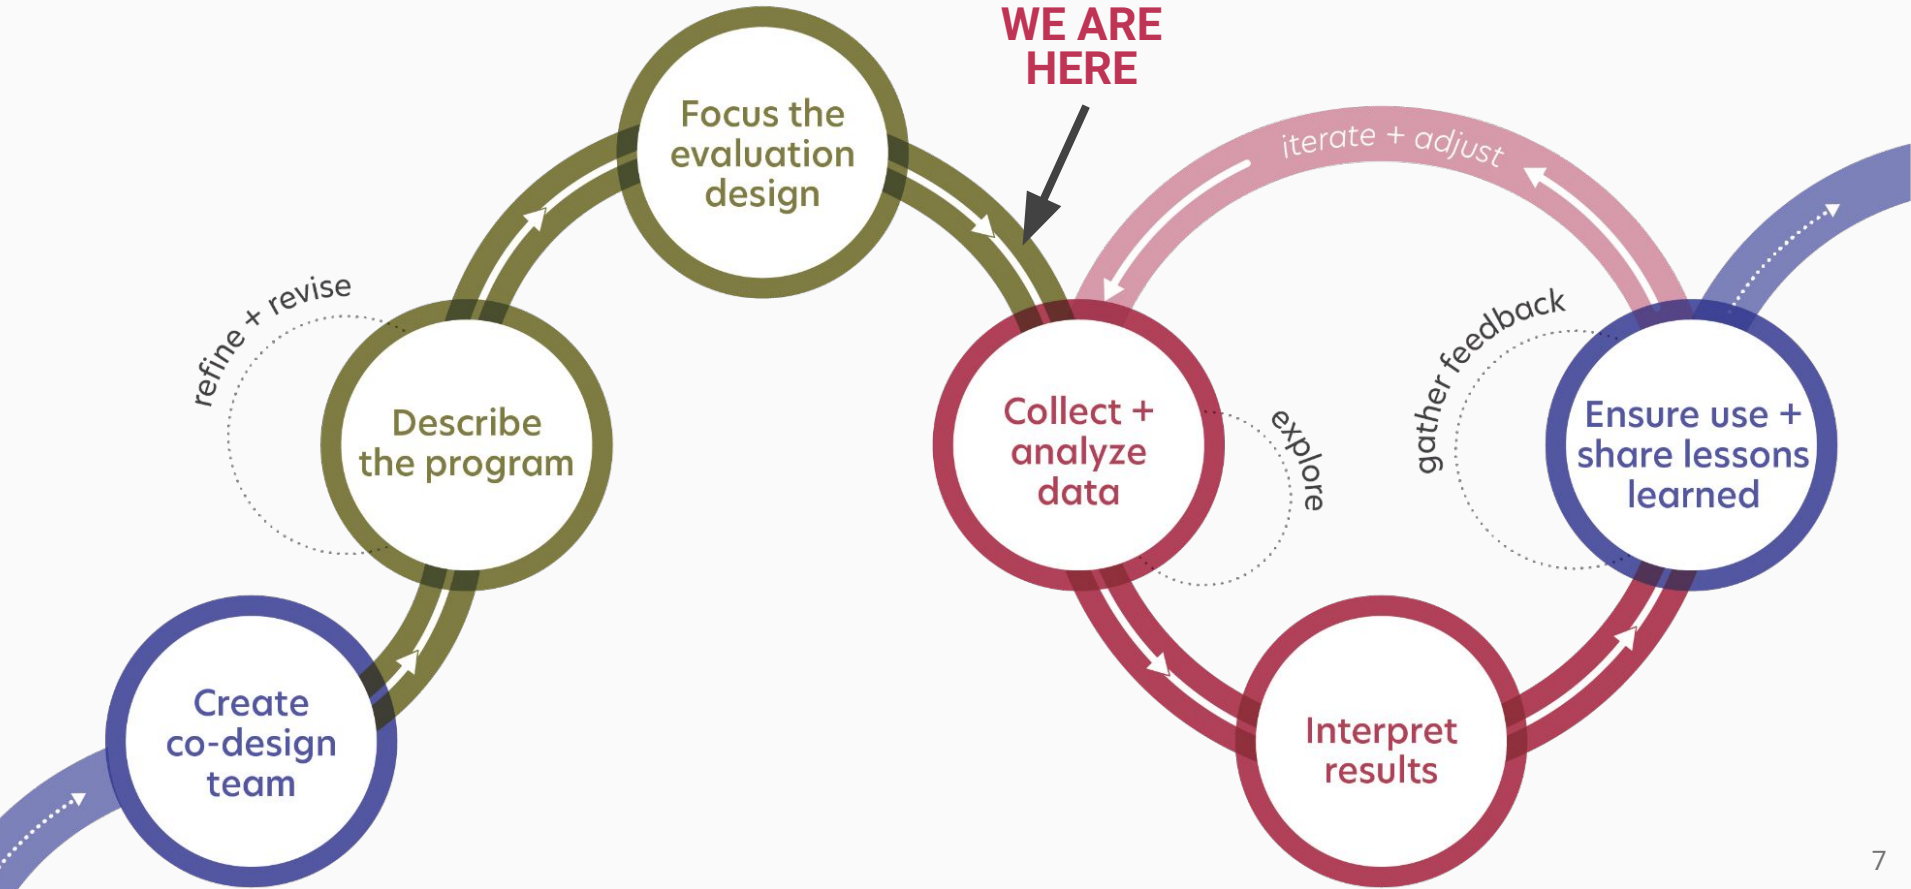 WE ARE
HERE
Focus the
evaluation
design
iterate + adjust
refine + revise
gather feedback
Describe
the program
Collect +
analyze
data
explore
Ensure use +
share lessons
learned
Create
co-design
team
Interpret
results
7